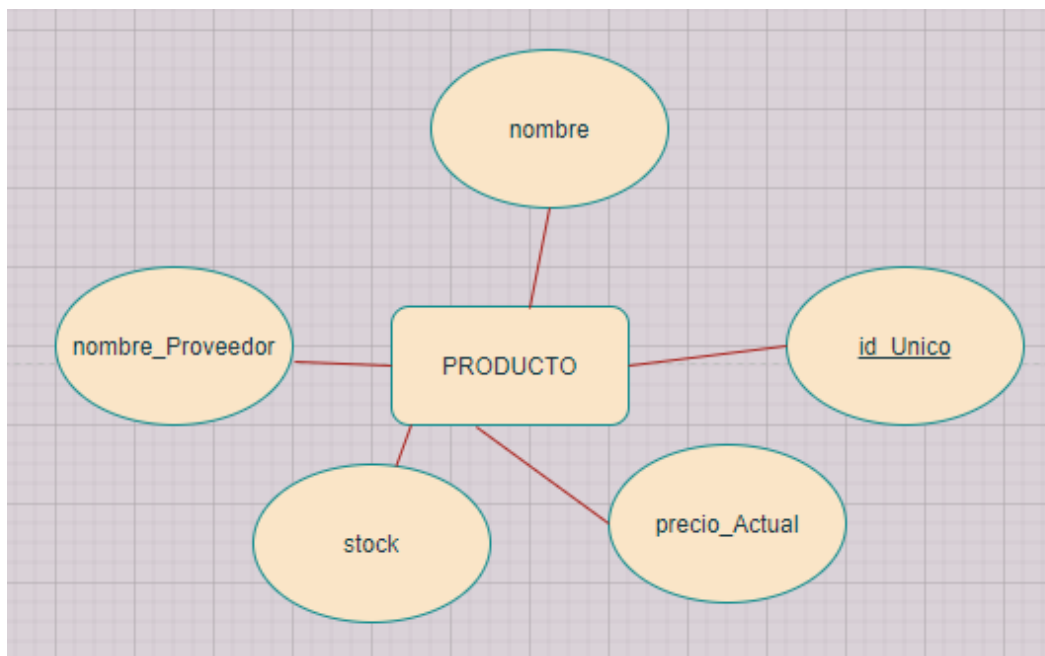 nombre
nombre_Proveedor
PRODUCTO
id_Unico
precio_Actual
stock